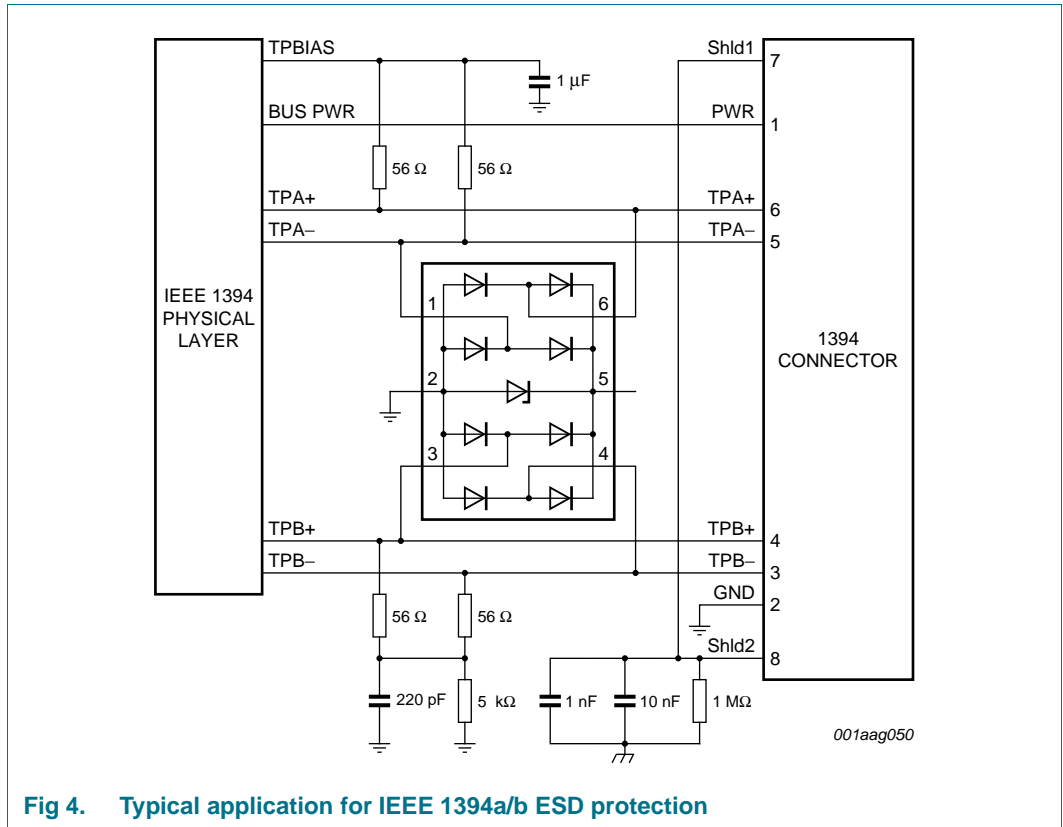 TPBIAS
Shld1
7
1 μF
BUS PWR
PWR
1
56 Ω
56 Ω
TPA+
TPA+
6
TPA−
TPA−
5
IEEE 1394
PHYSICAL
LAYER
1
6
1394
CONNECTOR
2
5
3
4
TPB+
TPB+
4
TPB−
TPB−
3
GND
2
56 Ω
56 Ω
Shld2
8
220 pF
5 kΩ
1 nF
10 nF
1 MΩ
001aag050
Fig 4. Typical application for IEEE 1394a/b ESD protection